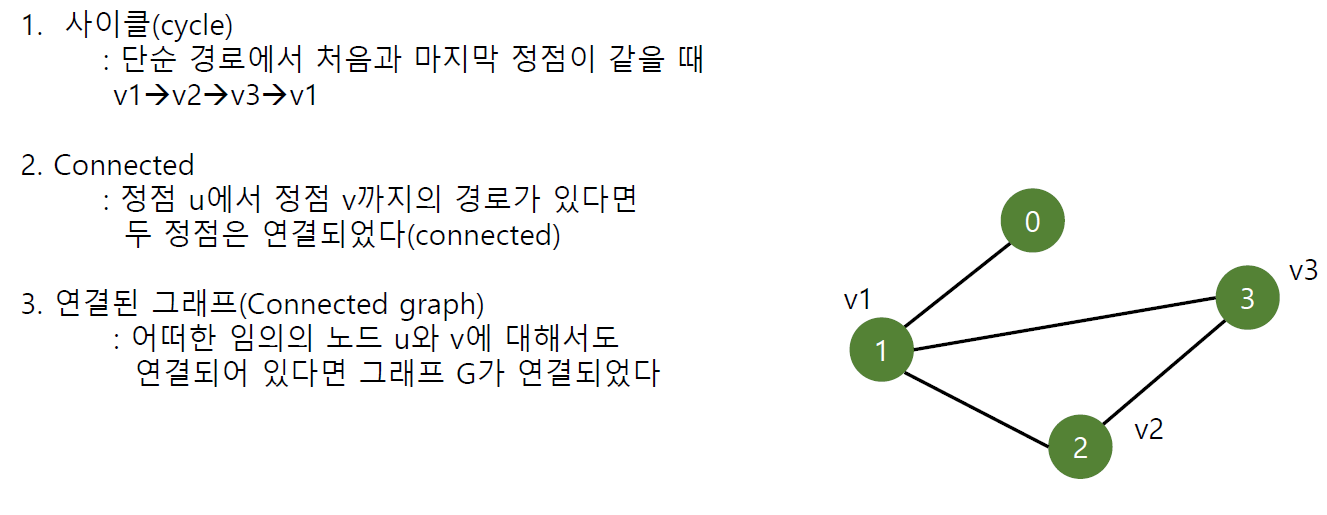 1. 사이클(cycle)
: 단순 경로에서 처음과 마지막 정점이 같을 때
v1→v2→v3→v1
2. Connected
: 정점 u에서 정점 v까지의 경로가 있다면
두 정점은 연결되었다(connected)
3. 연결된 그래프(Connected graph)
: 어떠한 임의의 노드 u와 v에 대해서도
연결되어 있다면 그래프 G가 연결되었다
0
v3
3
v1
1
v2
2